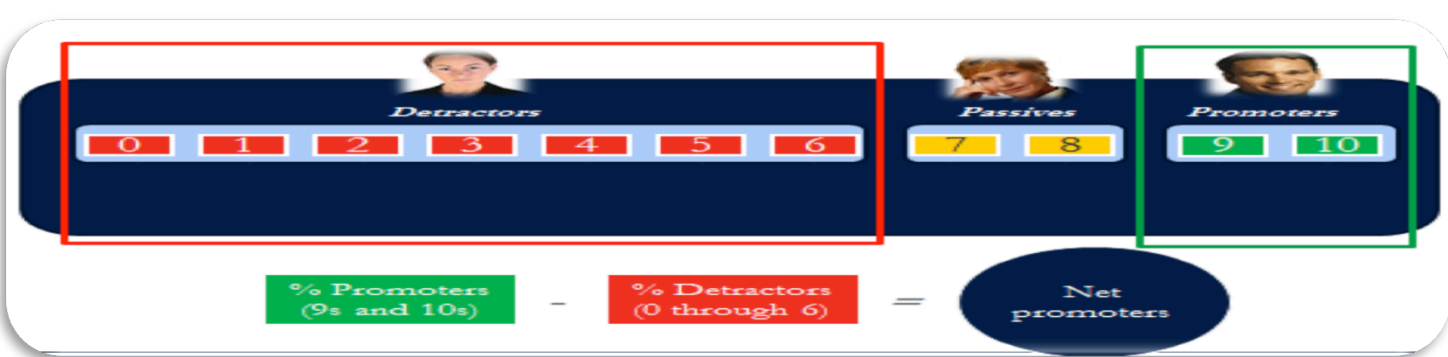 Detractors Passives Promoters
0 1 2 3 4 5 6 7 8 9 10
% Promoters
(9s and 10s)
-
% Detractors
(0 through 6)
=
Net
promoters